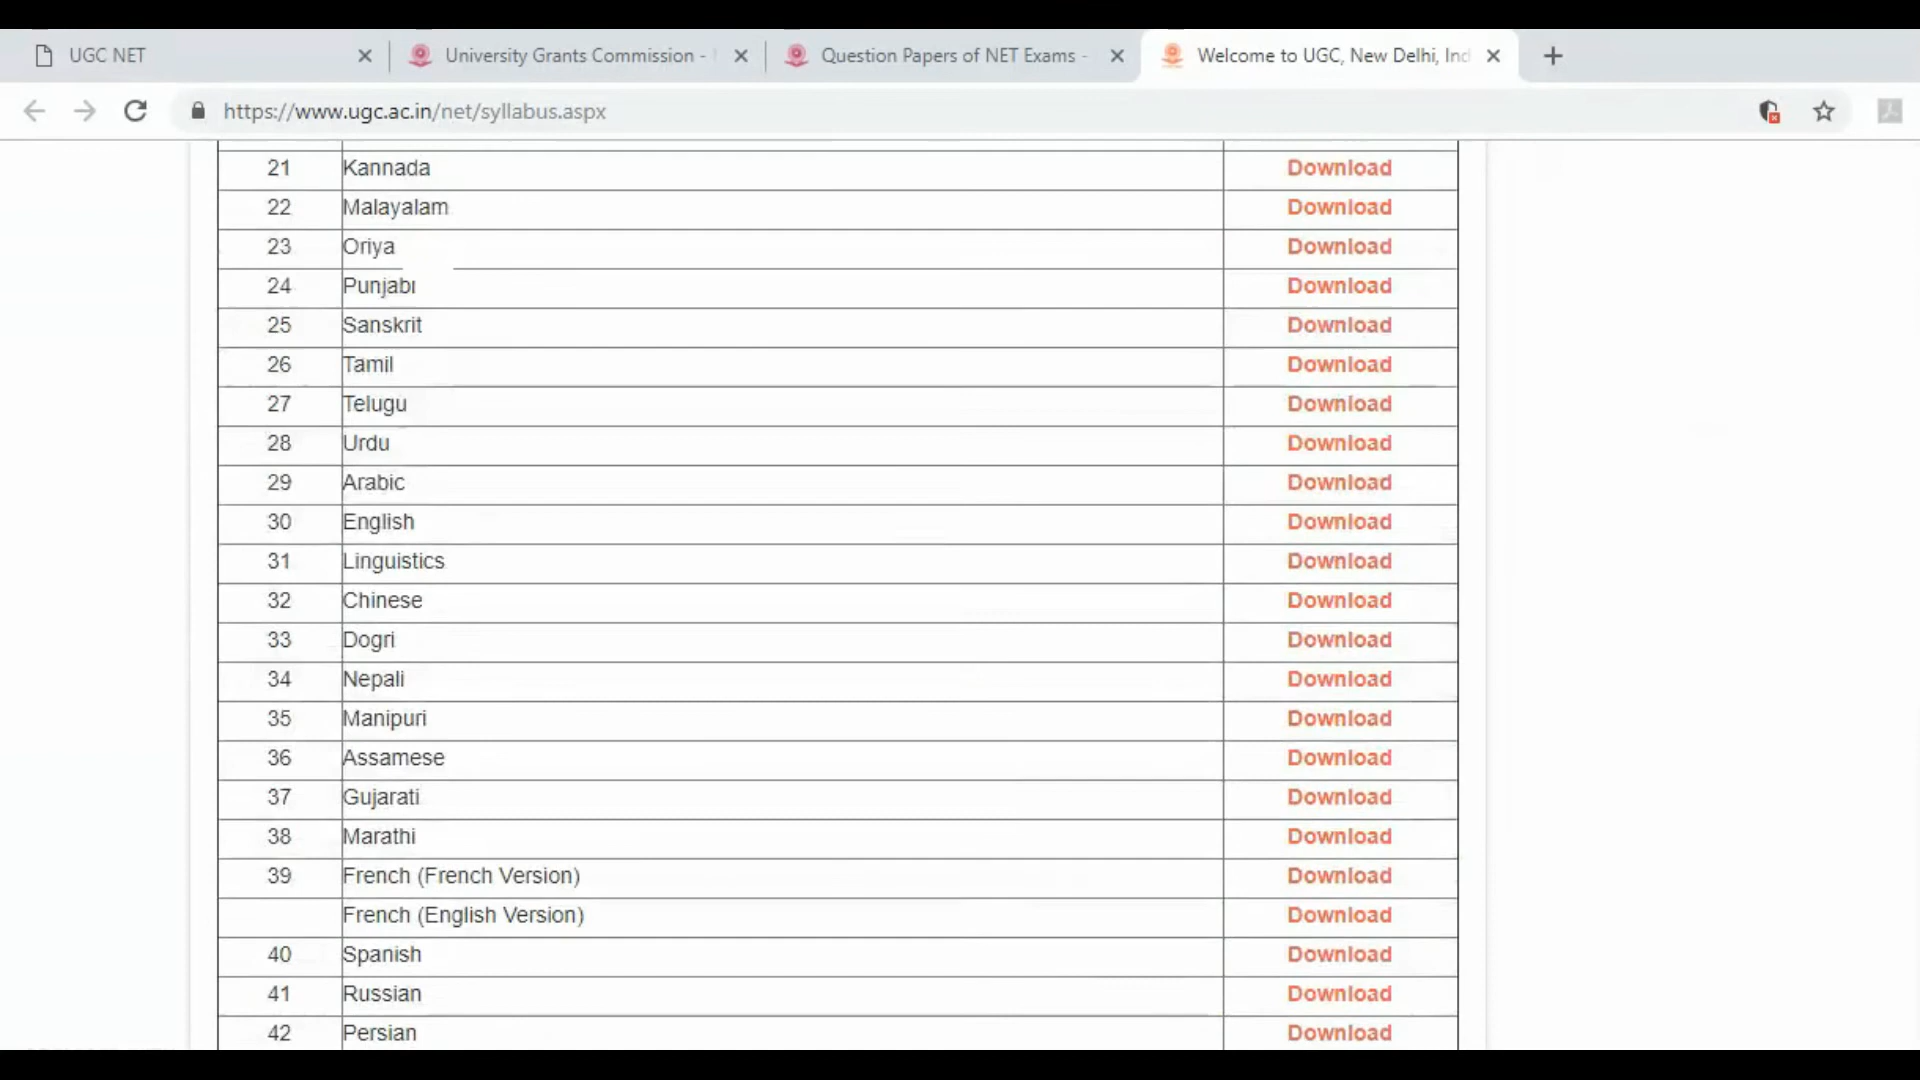 UGC NET
University Grants Commission -
Question Papers of NET Exams -
Welcome to UGC, New Delhi, Ind
https://www.ugc.ac.in/net/syllabus.aspx
21 Kannada Download
22 Malayalam Download
23 Oriya Download
24 Punjabi Download
25 Sanskrit Download
26 Tamil Download
27 Telugu Download
28 Urdu Download
29 Arabic Download
30 English Download
31 Linguistics Download
32 Chinese Download
33 Dogri Download
34 Nepali Download
35 Manipuri Download
36 Assamese Download
37 Gujarati Download
38 Marathi Download
39 French (French Version) Download
French (English Version) Download
40 Spanish Download
41 Russian Download
42 Persian Download